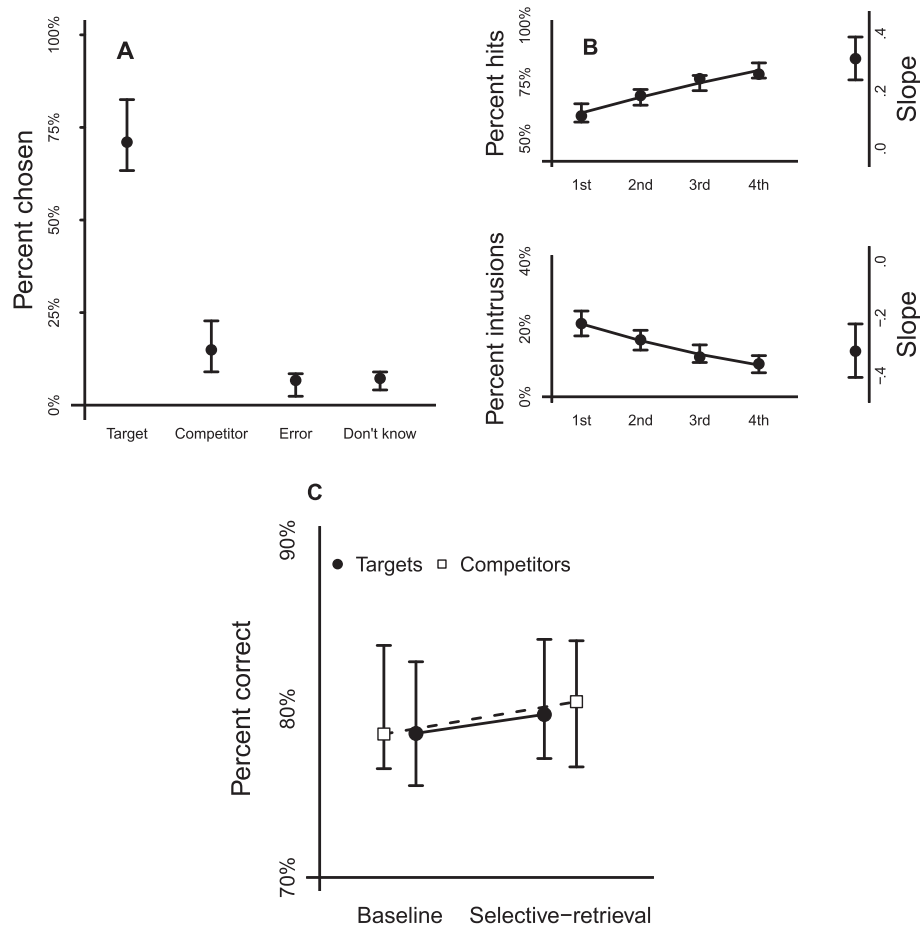 A
Percent chosen
100%
75%
50%
25%
0%
Target Competitor Error Don't know
B
Percent hits
100%
75%
50%
1st 2nd 3rd 4th
Slope
.4
.2
.0
Percent intrusions
40%
20%
0%
1st 2nd 3rd 4th
Slope
.0
−.2
−.4
C
Percent correct
90%
80%
70%
Targets Competitors
Baseline Selective−retrieval